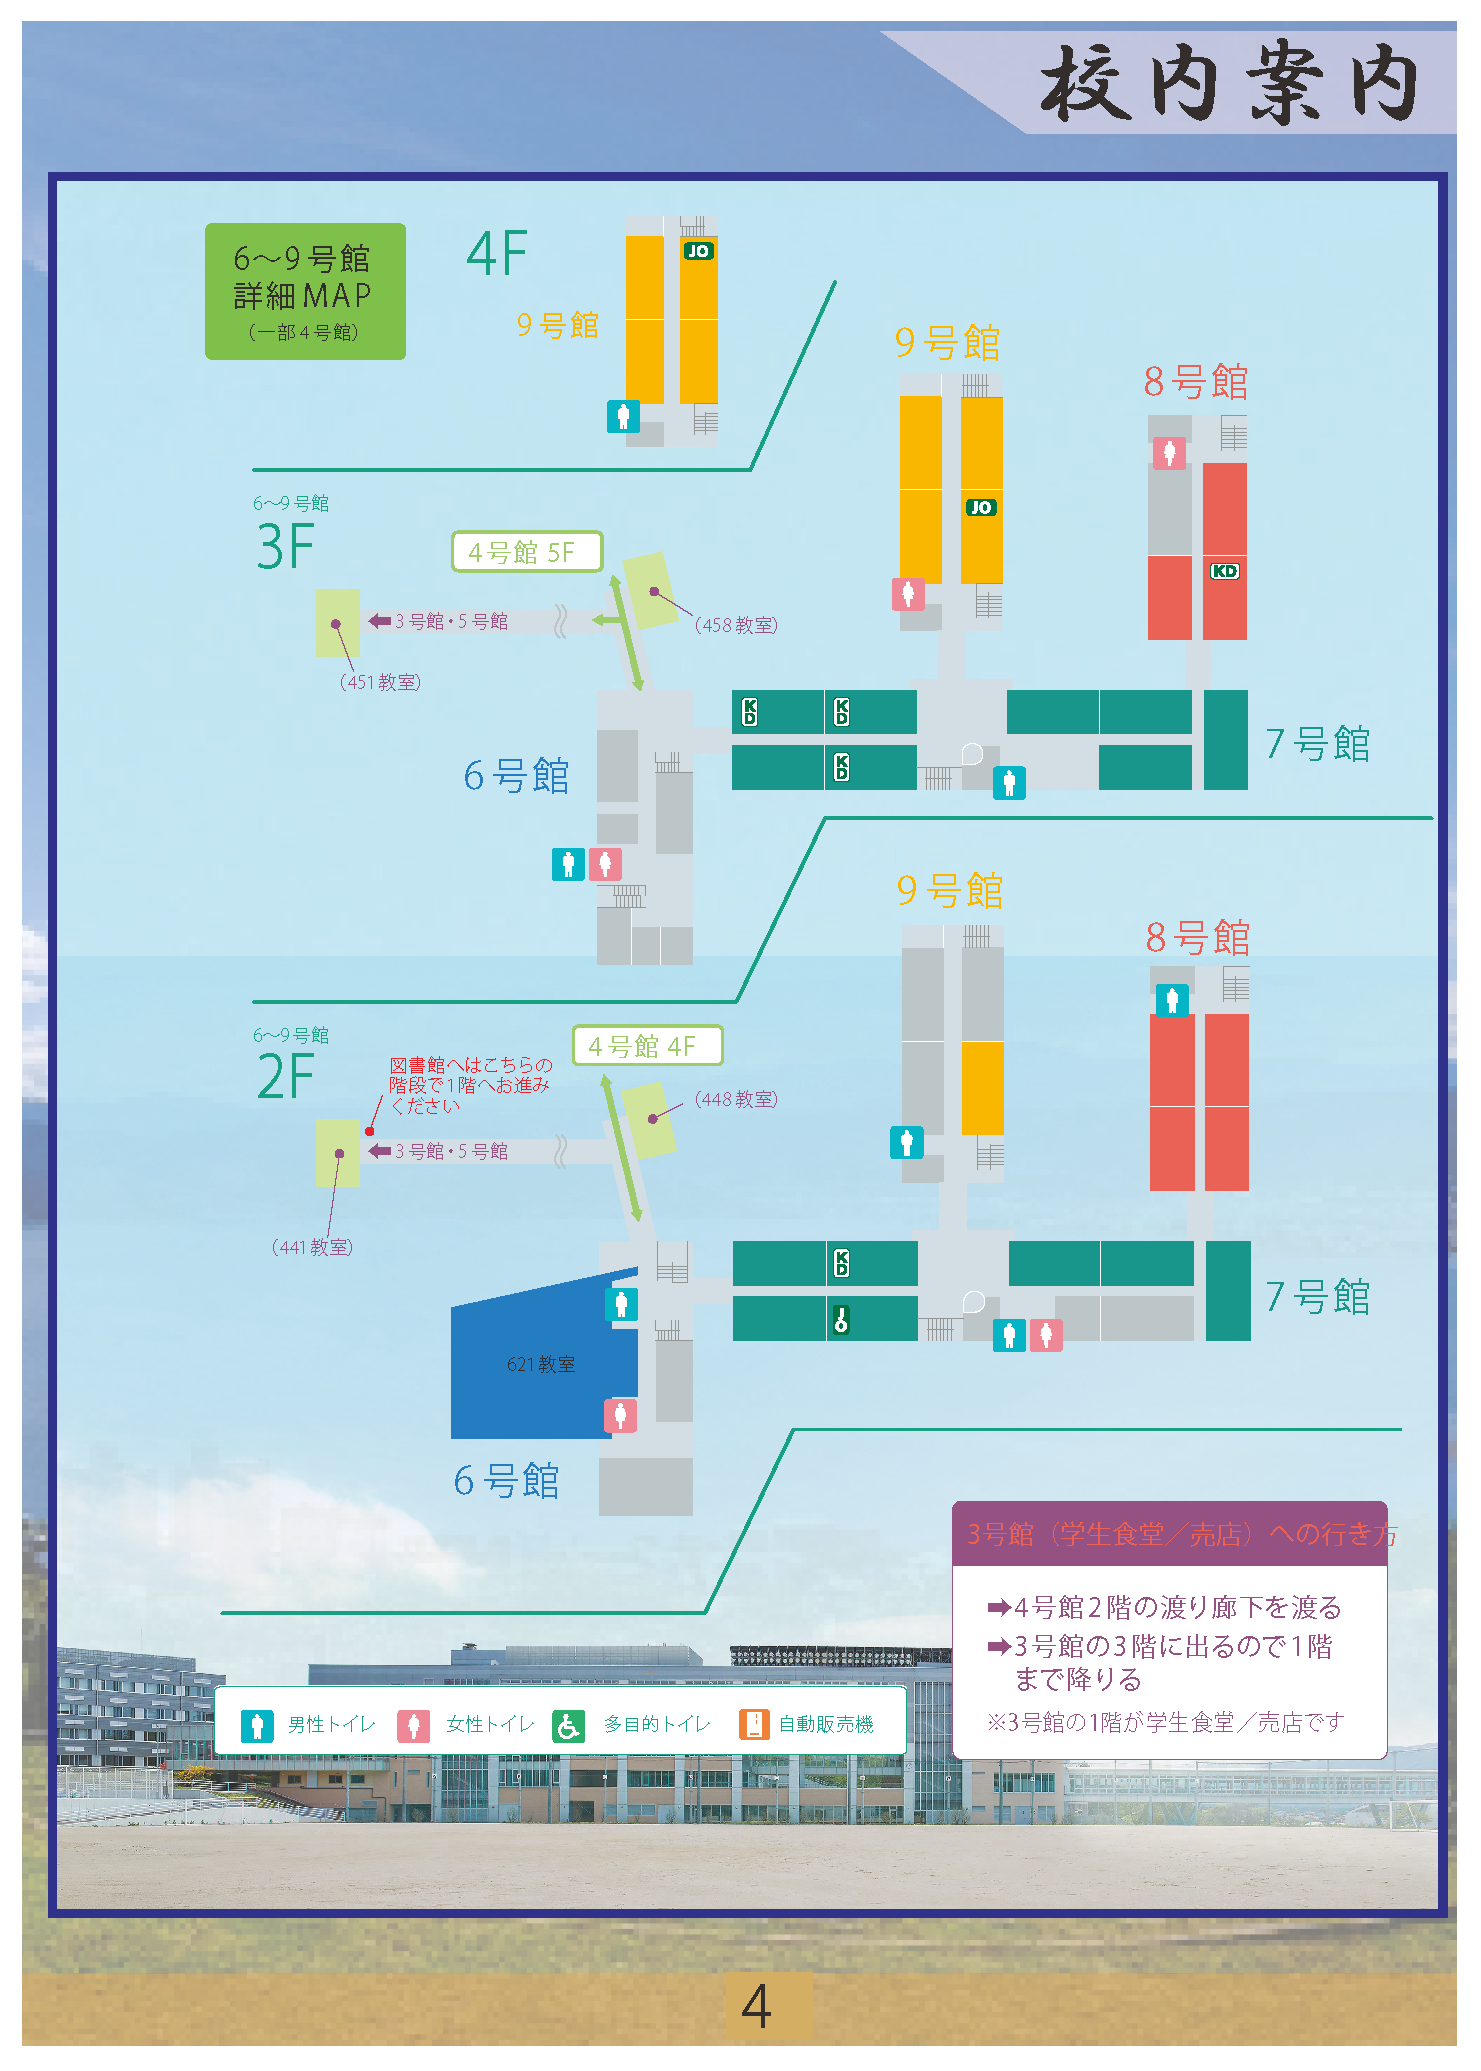 校内案内
6～9号館
詳細MAP
（一部4号館）
4F
9号館
JO
9号館
JO
8号館
KD
6～9号館
3F
4号館 5F
3号館・5号館
（458教室）
（451教室）
KD
KD
KD
7号館
6号館
9号館
8号館
6～9号館
2F
図書館へはこちらの
階段で1階へお進み
ください
4号館 4F
（448教室）
3号館・5号館
（441教室）
KD
JO
7号館
621教室
6号館
3号館（学生食堂／売店）への行き方
➡4号館2階の渡り廊下を渡る
➡3号館の3階に出るので1階
まで降りる
※3号館の1階が学生食堂／売店です
男性トイレ
女性トイレ
多目的トイレ
自動販売機
4